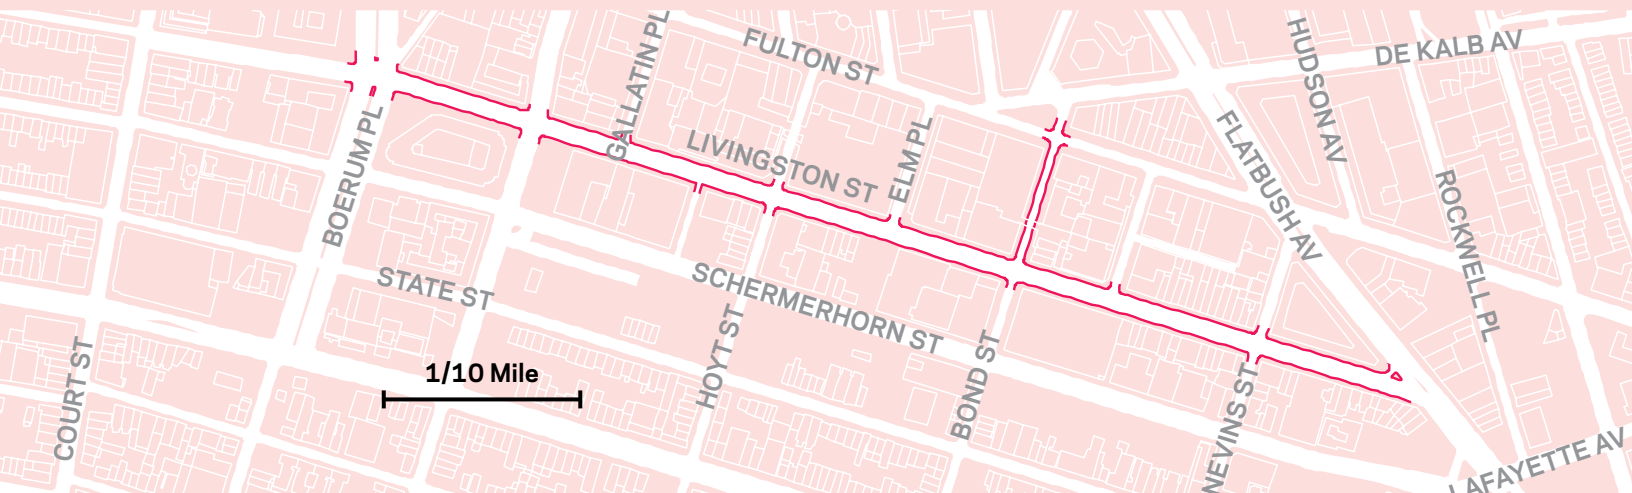 GALLATIN PL
FULTON ST
HUDSON AV
DE KALB AV
BOERUM PL
LIVINGSTON ST
ELM PL
FLATBUSH AV
ROCKWELL PL
STATE ST
SCHERMERHORN ST
COURT ST
1/10 Mile
HOYT ST
BOND ST
NEVINS ST
LAFAYETTE AV